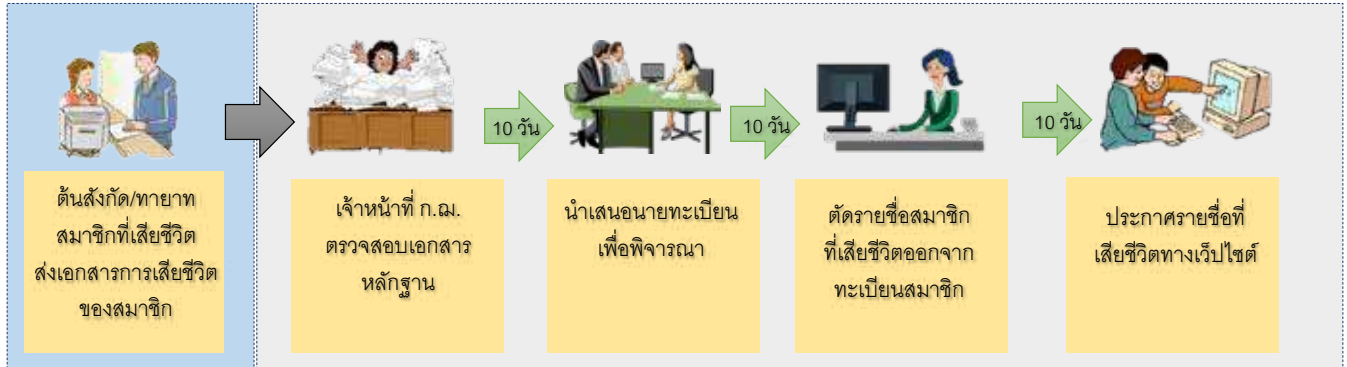 ต้นสังกัด/ทายาท
สมาชิกที่เสียชีวิต
ส่งเอกสารการเสียชีวิต
ของสมาชิก
เจ้าหน้าที่ ก.ฌ.
ตรวจสอบเอกสาร
หลักฐาน
10 วัน
นำเสนอนายทะเบียน
เพื่อพิจารณา
10 วัน
ตัดรายชื่อสมาชิก
ที่เสียชีวิตออกจาก
ทะเบียนสมาชิก
10 วัน
ประกาศรายชื่อที่
เสียชีวิตทางเว็บไซต์